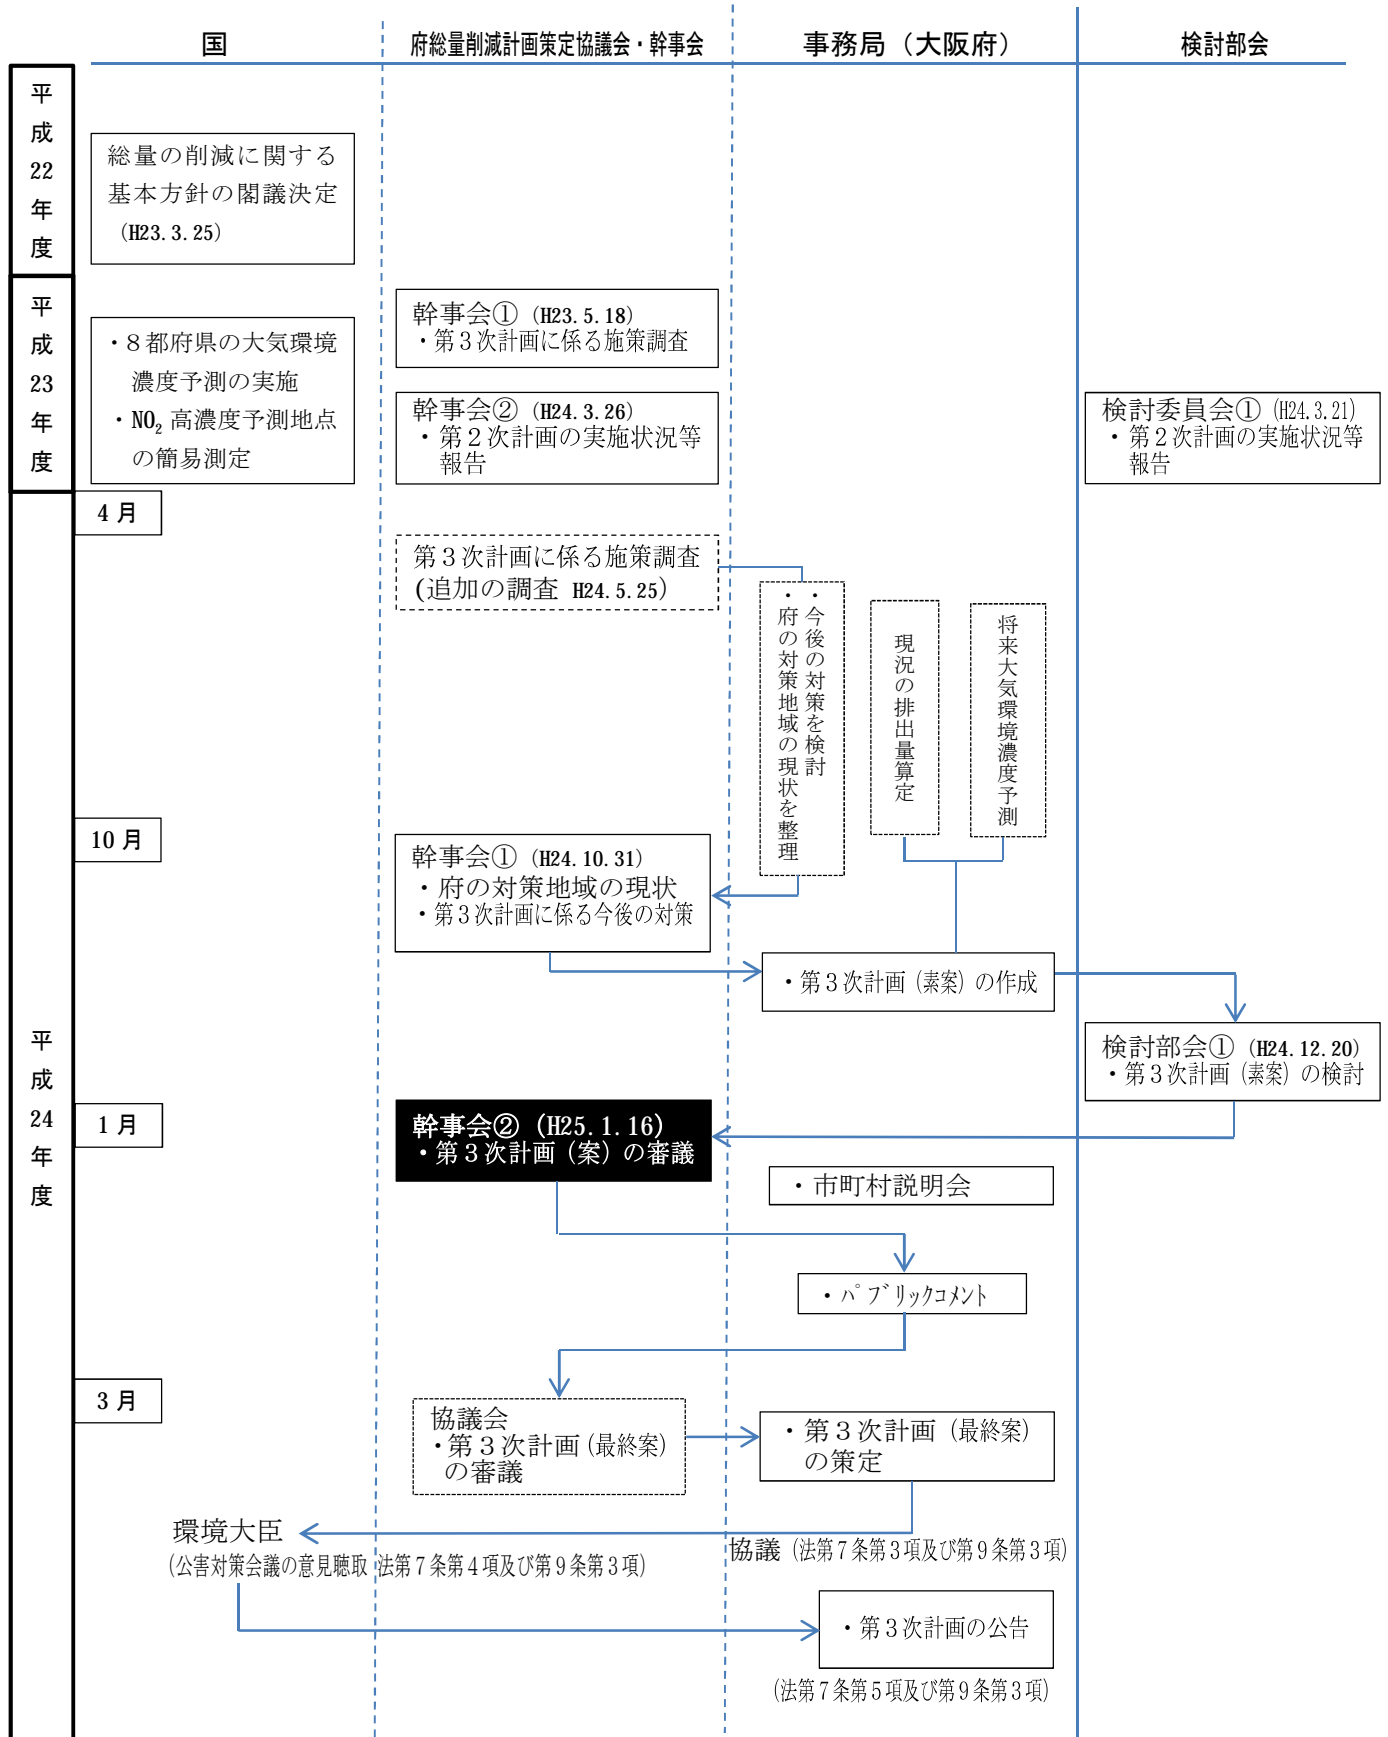 国
府総量削減計画策定協議会・幹事会
事務局（大阪府）
検討部会
平成22年度
総量の削減に関する
基本方針の閣議決定
（H23.3.25）
平成23年度
・８都府県の大気環境
濃度予測の実施
・NO₂ 高濃度予測地点
の簡易測定
幹事会①（H23.5.18）
・第３次計画に係る施策調査
幹事会②（H24.3.26）
・第２次計画の実施状況等
報告
検討委員会①（H24.3.21）
・第２次計画の実施状況等
報告
平成24年度
4 月
第３次計画に係る施策調査
(追加の調査 H24.5.25）
・今後の対策を検討
・府の対策地域の現状を整理
現況の排出量算定
将来大気環境濃度予測
10 月
幹事会①（H24.10.31）
・府の対策地域の現状
・第３次計画に係る今後の対策
・第３次計画（素案）の作成
検討部会①（H24.12.20）
・第３次計画（素案）の検討
1 月
幹事会②（H25.1.16）
・第３次計画（案）の審議
・市町村説明会
・ﾊﾟﾌﾞﾘｯｸｺﾒﾝﾄ
3 月
協議会
・第３次計画（最終案）
の審議
・第３次計画（最終案）
の策定
環境大臣
（公害対策会議の意見聴取 法第７条第４項及び第９条第３項）
協議（法第７条第３項及び第９条第３項）
・第３次計画の公告
（法第７条第５項及び第９条第３項）